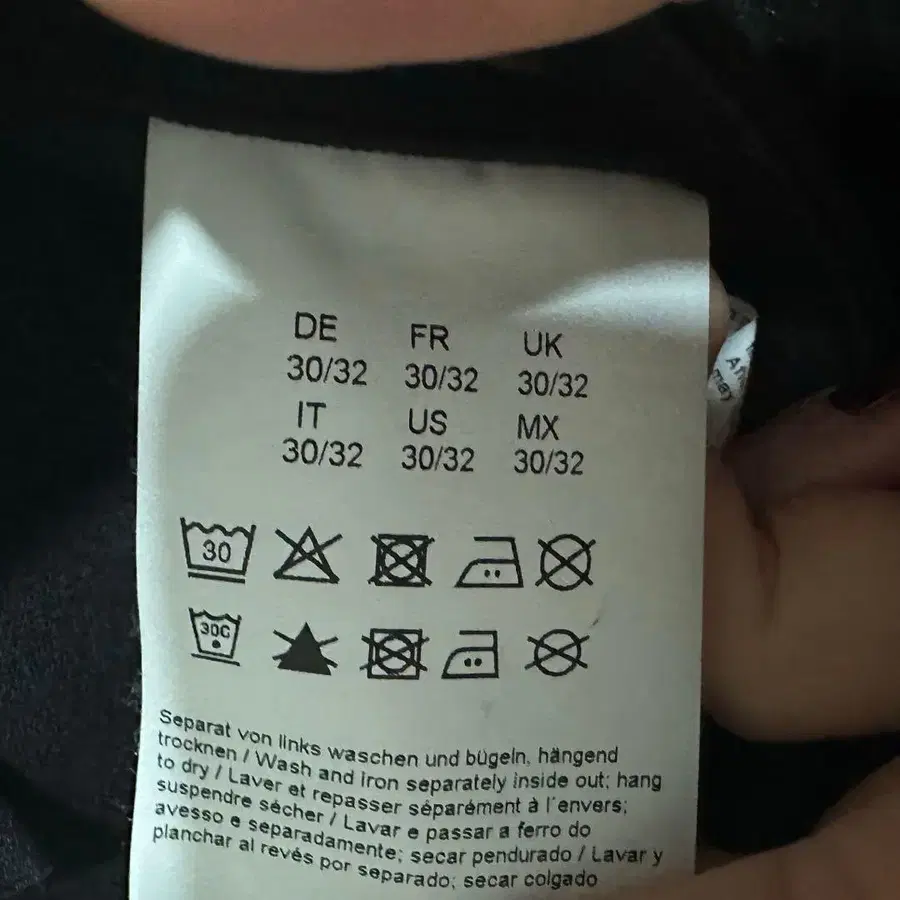 DE FR UK
30/32 30/32 30/32
IT US MX
30/32 30/32 30/32
30
30C
Separat von links waschen und bügeln, hängend
trocknen / Wash and iron separately inside out; hang
to dry / Laver et repasser séparément à l'envers;
suspendre sécher / Lavar e passar a ferro do
avesso e separadamente; secar pendurado / Lavar y
planchar al revés por separado; secar colgado